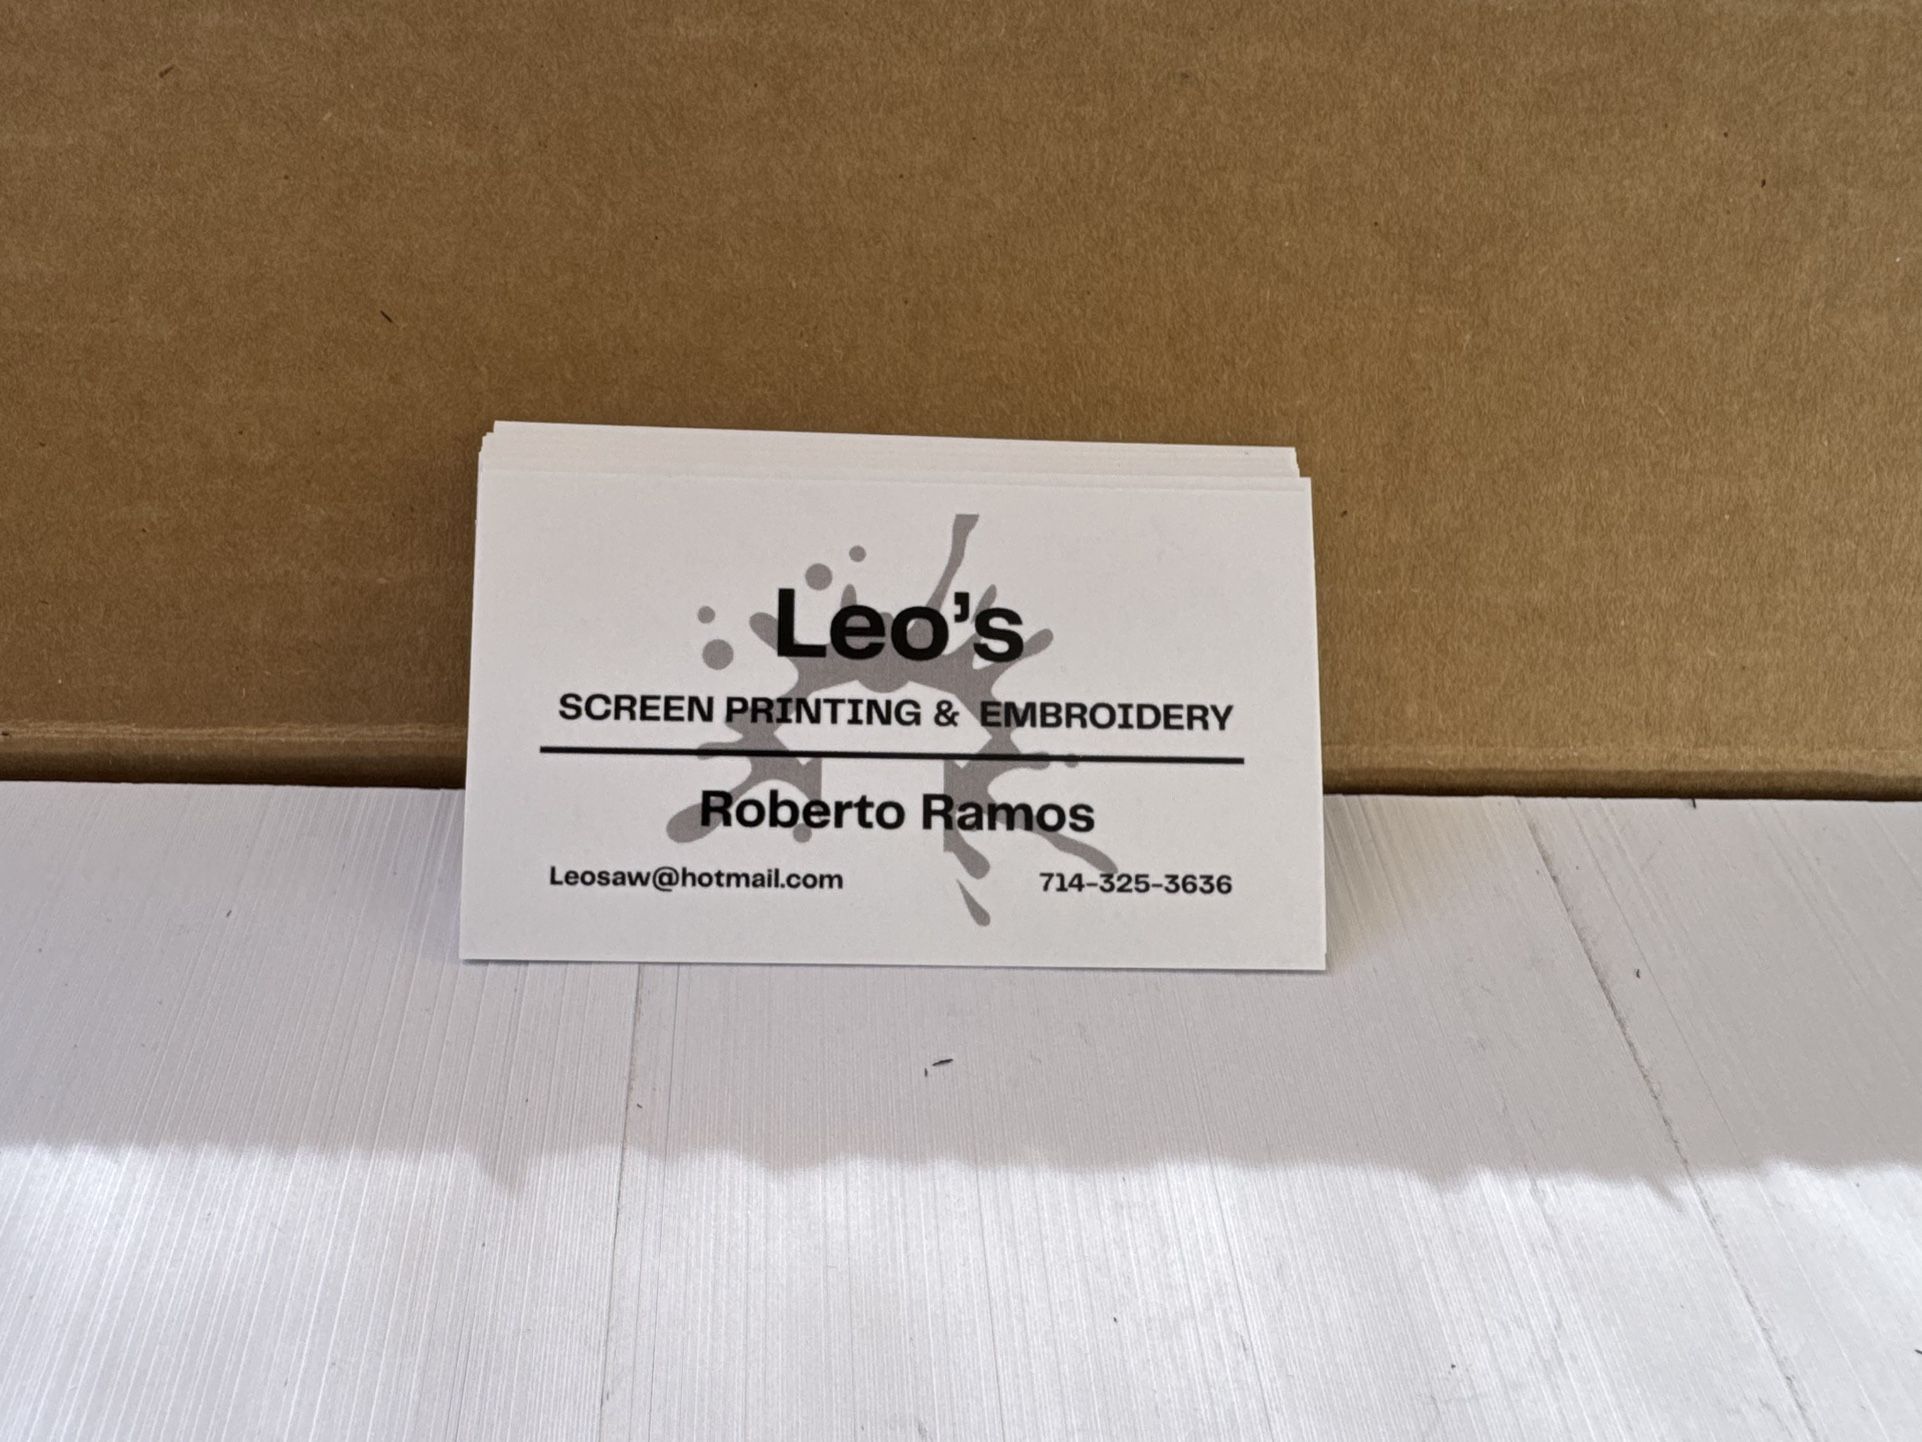 Leo's
SCREEN PRINTING & EMBROIDERY
Roberto Ramos
Leosaw@hotmail.com
714-325-3636